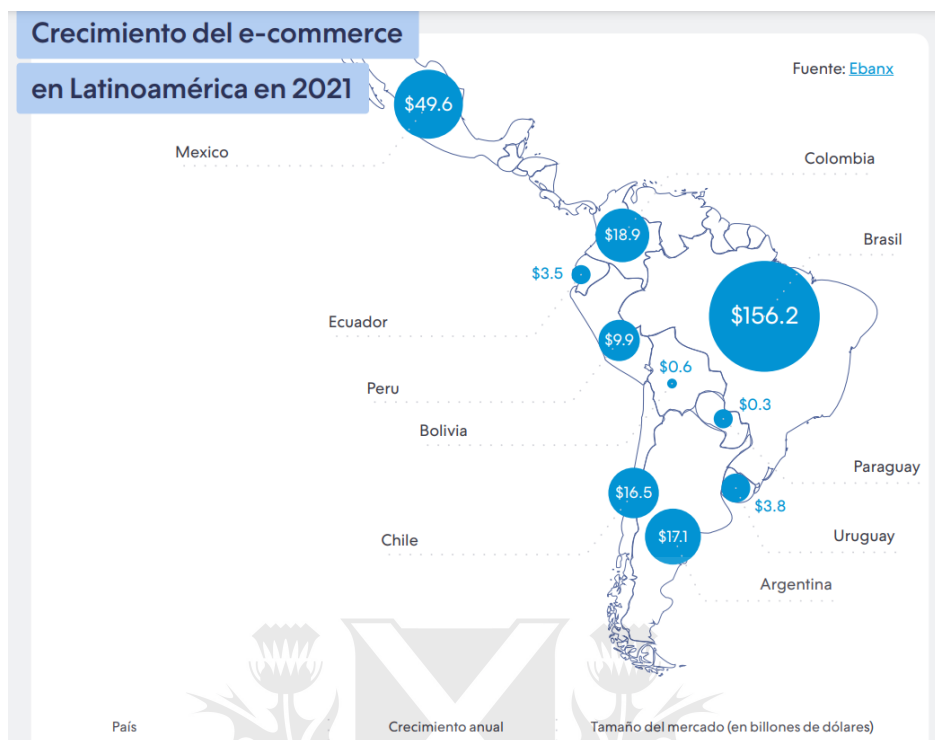 Crecimiento del e-commerce
en Latinoamérica en 2021
Fuente: Ebanx
$49.6
Mexico
Colombia
$18.9
Brasil
$3.5
$156.2
Ecuador
$9.9
$0.6
Peru
$0.3
Bolivia
Paraguay
$16.5
$3.8
Chile
$17.1
Uruguay
Argentina
País Crecimiento anual Tamaño del mercado (en billones de dólares)